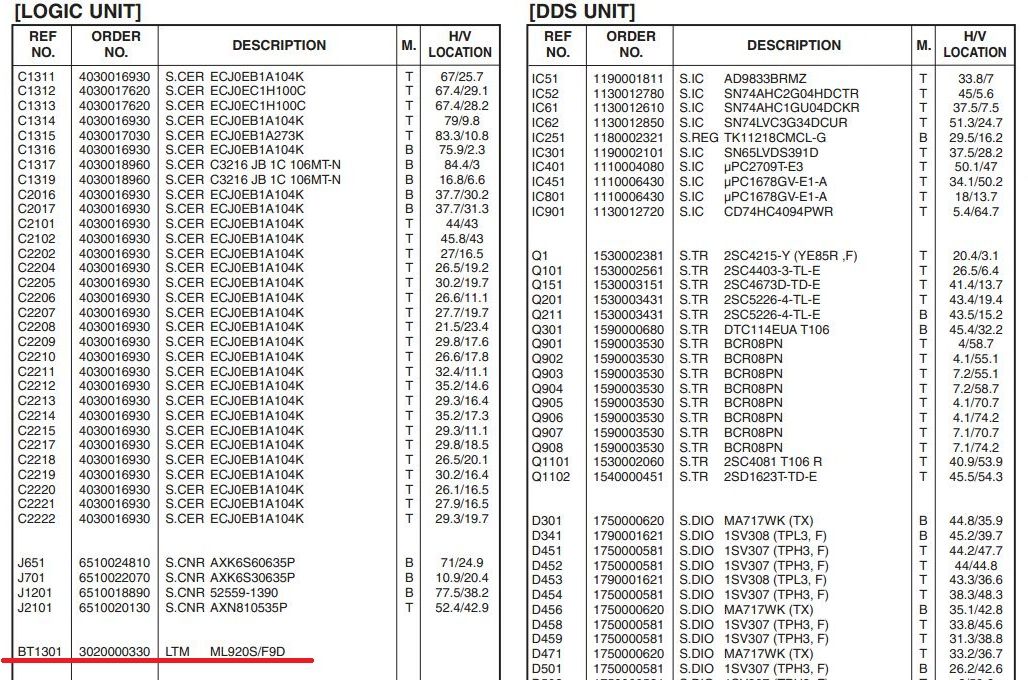 [LOGIC UNIT]
REF NO. ORDER NO. DESCRIPTION M. H/V LOCATION
C1311 4030016930 S.CER ECJ0EB1A104K T 67/25.7
C1312 4030017620 S.CER ECJ0EC1H100C T 67.4/29.1
C1313 4030017620 S.CER ECJ0EC1H100C T 67.4/28.2
C1314 4030016930 S.CER ECJ0EB1A104K T 79/9.8
C1315 4030017030 S.CER ECJ0EB1A273K T 83.3/10.8
C1316 4030016930 S.CER ECJ0EB1A104K B 75.9/2.3
C1317 4030018960 S.CER C3216 JB 1C 106MT-N B 84.4/3
C1319 4030018960 S.CER C3216 JB 1C 106MT-N B 16.8/6.6
C2016 4030016930 S.CER ECJ0EB1A104K B 37.7/30.2
C2017 4030016930 S.CER ECJ0EB1A104K B 37.7/31.3
C2101 4030016930 S.CER ECJ0EB1A104K T 44/43
C2102 4030016930 S.CER ECJ0EB1A104K T 45.8/43
C2202 4030016930 S.CER ECJ0EB1A104K T 27/16.5
C2204 4030016930 S.CER ECJ0EB1A104K T 26.5/19.2
C2205 4030016930 S.CER ECJ0EB1A104K T 30.2/19.7
C2206 4030016930 S.CER ECJ0EB1A104K T 26.6/11.1
C2207 4030016930 S.CER ECJ0EB1A104K T 27.7/19.7
C2208 4030016930 S.CER ECJ0EB1A104K T 21.5/23.4
C2209 4030016930 S.CER ECJ0EB1A104K T 29.8/17.6
C2210 4030016930 S.CER ECJ0EB1A104K T 26.6/17.8
C2211 4030016930 S.CER ECJ0EB1A104K T 32.4/11.1
C2212 4030016930 S.CER ECJ0EB1A104K T 35.2/14.6
C2213 4030016930 S.CER ECJ0EB1A104K T 29.3/16.4
C2214 4030016930 S.CER ECJ0EB1A104K T 35.2/17.3
C2215 4030016930 S.CER ECJ0EB1A104K T 29.3/11.1
C2217 4030016930 S.CER ECJ0EB1A104K T 29.8/18.5
C2218 4030016930 S.CER ECJ0EB1A104K T 26.5/20.1
C2219 4030016930 S.CER ECJ0EB1A104K T 30.2/16.4
C2220 4030016930 S.CER ECJ0EB1A104K T 26.1/16.5
C2221 4030016930 S.CER ECJ0EB1A104K T 27.9/16.5
C2222 4030016930 S.CER ECJ0EB1A104K T 29.3/19.7
J651 6510024810 S.CNR AXK6S60635P B 71/24.9
J701 6510022070 S.CNR AXK6S30635P B 10.9/20.4
J1201 6510018890 S.CNR 52559-1390 B 77.5/38.2
J2101 6510020130 S.CNR AXN810535P T 52.4/42.9
BT1301 3020000330 LTM ML920S/F9D
[DDS UNIT]
REF NO. ORDER NO. DESCRIPTION M. H/V LOCATION
IC51 1190001811 S.IC AD9833BRMZ T 33.8/7
IC52 1130012780 S.IC SN74AHC2G04HDCTR T 45/5.6
IC61 1130012610 S.IC SN74AHC1GU04DCKR T 37.5/7.5
IC62 1130012850 S.IC SN74LVC3G34DCUR T 51.3/24.7
IC251 1180002321 S.REG TK11218CMCL-G B 29.5/16.2
IC301 1190002101 S.IC SN65LVDS391D T 37.5/28.2
IC401 1110004080 S.IC µPC2709T-E3 T 50.1/47
IC451 1110006430 S.IC µPC1678GV-E1-A T 34.1/50.2
IC801 1110006430 S.IC µPC1678GV-E1-A T 18/13.7
IC901 1130012720 S.IC CD74HC4094PWR T 5.4/64.7
Q1 1530002381 S.TR 2SC4215-Y (YE85R ,F) T 20.4/3.1
Q101 1530002561 S.TR 2SC4403-3-TL-E T 26.5/6.4
Q151 1530003151 S.TR 2SC4673D-TD-E T 41.4/13.7
Q201 1530003431 S.TR 2SC5226-4-TL-E T 43.4/19.4
Q211 1530003431 S.TR 2SC5226-4-TL-E B 43.5/15.2
Q301 1590000680 S.TR DTC114EUA T106 B 45.4/32.2
Q901 1590003530 S.TR BCR08PN T 4/58.7
Q902 1590003530 S.TR BCR08PN T 4.1/55.1
Q903 1590003530 S.TR BCR08PN T 7.2/55.1
Q904 1590003530 S.TR BCR08PN T 7.2/58.7
Q905 1590003530 S.TR BCR08PN T 4.1/70.7
Q906 1590003530 S.TR BCR08PN T 4.1/74.2
Q907 1590003530 S.TR BCR08PN T 7.1/70.7
Q908 1590003530 S.TR BCR08PN T 7.1/74.2
Q1101 1530002060 S.TR 2SC4081 T106 R T 40.9/53.9
Q1102 1540000451 S.TR 2SD1623T-TD-E T 45.5/54.3
D301 1750000620 S.DIO MA717WK (TX) B 44.8/35.9
D341 1790001621 S.DIO 1SV308 (TPL3, F) B 45.2/39.7
D451 1750000581 S.DIO 1SV307 (TPH3, F) T 44.2/47.7
D452 1750000581 S.DIO 1SV307 (TPH3, F) T 44/44.8
D453 1790001621 S.DIO 1SV308 (TPL3, F) T 43.3/36.6
D454 1750000581 S.DIO 1SV307 (TPH3, F) T 38.3/48.3
D456 1750000620 S.DIO MA717WK (TX) B 35.1/42.8
D458 1750000581 S.DIO 1SV307 (TPH3, F) T 33.8/45.6
D459 1750000581 S.DIO 1SV307 (TPH3, F) T 31.3/38.8
D471 1750000620 S.DIO MA717WK (TX) T 33.2/36.7
D501 1750000581 S.DIO 1SV307 (TPH3, F) B 26.2/42.6